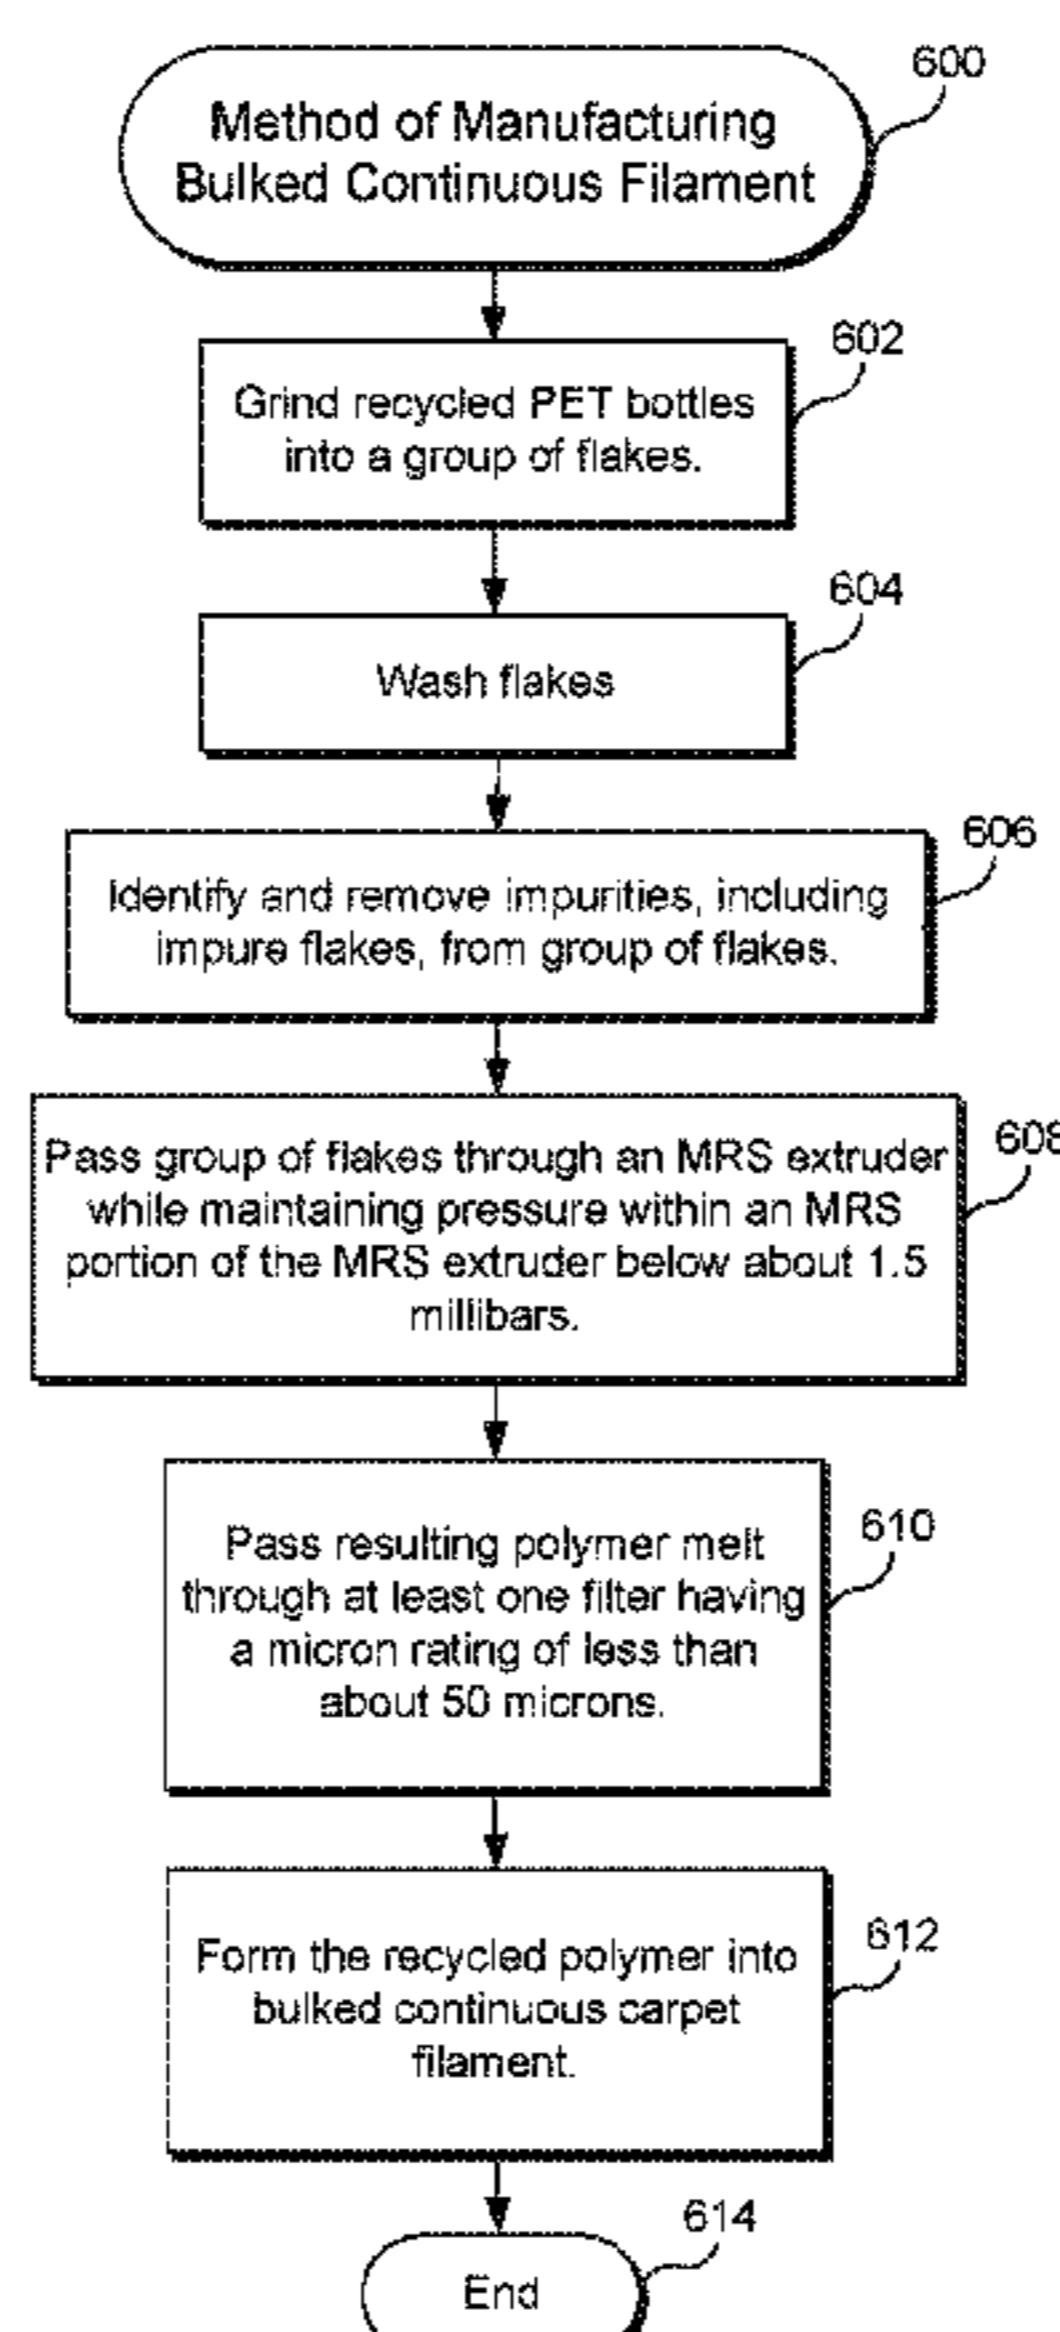 600
Method of Manufacturing
Bulked Continuous Filament
602
Grind recycled PET bottles
into a group of flakes.
604
Wash flakes
606
Identify and remove impurities, including
impure flakes, from group of flakes.
608
Pass group of flakes through an MRS extruder
while maintaining pressure within an MRS
portion of the MRS extruder below about 1.5
millibars.
610
Pass resulting polymer melt
through at least one filter having
a micron rating of less than
about 50 microns.
612
Form the recycled polymer into
bulked continuous carpet
filament.
614
End